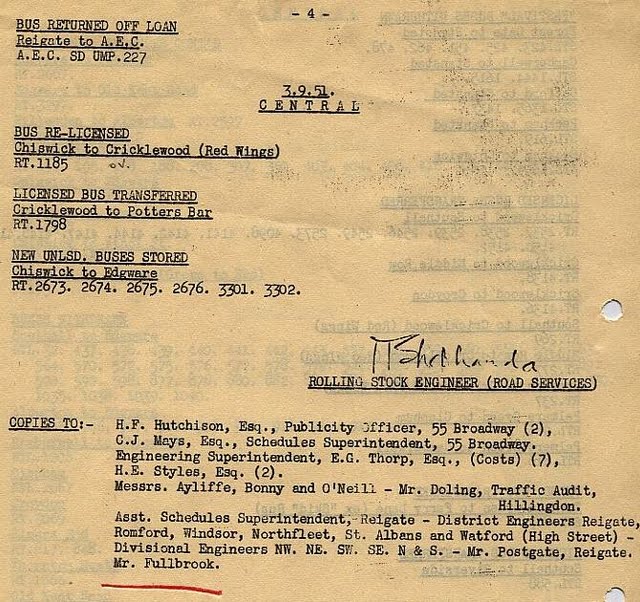 - 4 -
BUS RETURNED OFF LOAN
Reigate to A.E.C.
A.E.C. SD UMP.227
3.9.51.
CENTRAL
BUS RE-LICENSED
Chiswick to Cricklewood (Red Wings)
RT.1185
LICENSED BUS TRANSFERRED
Cricklewood to Potters Bar
RT.1798
NEW UNLSD. BUSES STORED
Chiswick to Edgware
RT.2673. 2674. 2675. 2676. 3301. 3302.
ROLLING STOCK ENGINEER (ROAD SERVICES)
COPIES TO:- H.F. Hutchison, Esq., Publicity Officer, 55 Broadway (2),
C.J. Mays, Esq., Schedules Superintendent, 55 Broadway.
Engineering Superintendent, E.G. Thorp, Esq., (Costs) (7),
H.E. Styles, Esq. (2).
Messrs. Ayliffe, Bonny and O'Neill - Mr. Doling, Traffic Audit,
Hillingdon.
Asst. Schedules Superintendent, Reigate - District Engineers Reigate,
Romford, Windsor, Northfleet, St. Albans and Watford (High Street) -
Divisional Engineers NW. NE. SW. SE. N & S. - Mr. Postgate, Reigate.
Mr. Fullbrook.